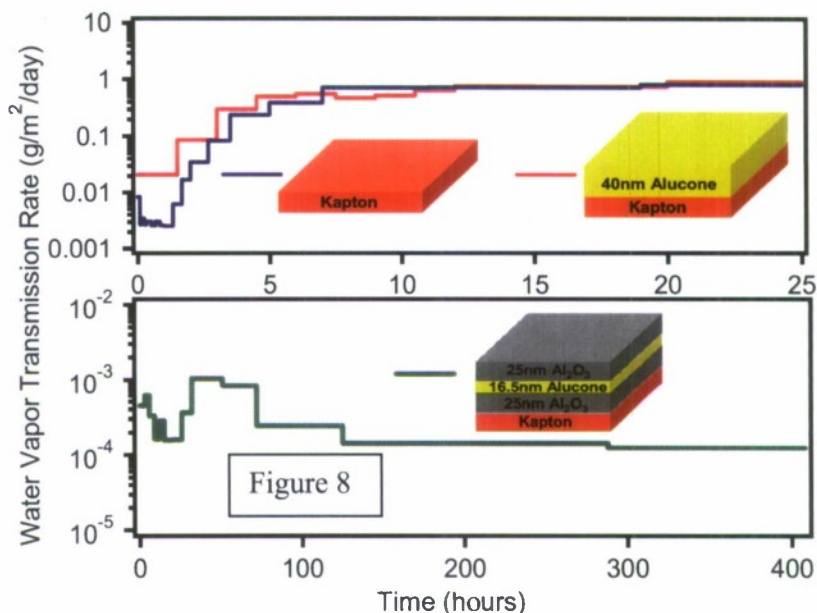 Water Vapor Transmission Rate (g/m²/day)
10
1
0.1
0.01
0.001
Kapton
40nm Alucone
Kapton
0 5 10 15 20 25
10⁻²
10⁻³
10⁻⁴
10⁻⁵
25nm Al₂O₃
16.5nm Alucone
25nm Al₂O₃
Kapton
Figure 8
0 100 200 300 400
Time (hours)